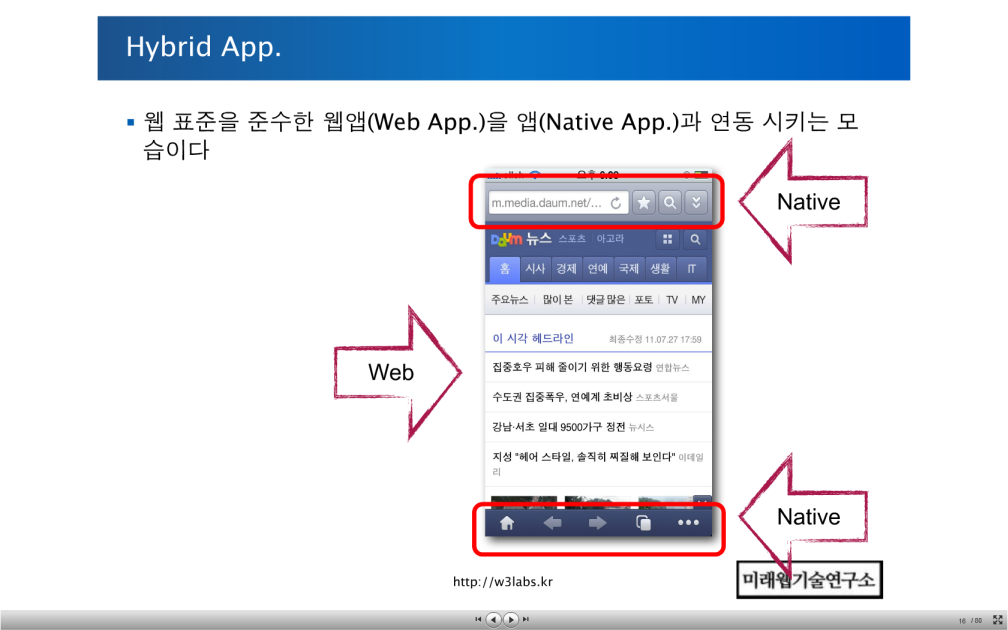 Hybrid App.
웹 표준을 준수한 웹앱(Web App.)을 앱(Native App.)과 연동 시키는 모
습이다
m.media.daum.net/...
Native
Daum 뉴스 스포츠 아고라
홈 시사 경제 연예 국제 생활 IT
주요뉴스 많이 본 댓글 많은 포토 TV MY
이 시각 헤드라인 최종수정 11.07.27 17:59
Web
집중호우 피해 줄이기 위한 행동요령 연합뉴스
수도권 집중폭우, 연예계 초비상 스포츠서울
강남·서초 일대 9500가구 정전 뉴시스
지성 "헤어 스타일, 솔직히 찌질해 보인다" 이데일
리
Native
http://w3labs.kr
미래웹기술연구소
16 / 80